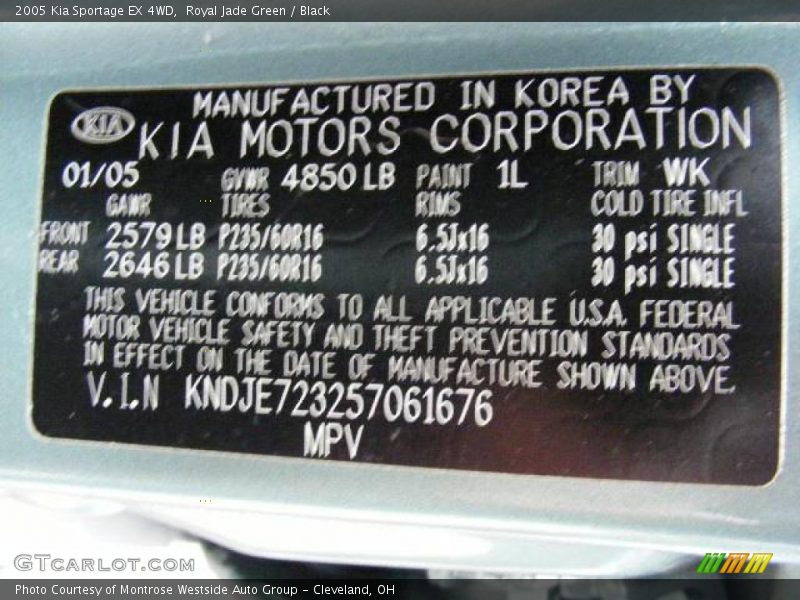 2005 Kia Sportage EX 4WD,  Royal Jade Green / Black
MANUFACTURED IN KOREA BY
KIA KIA MOTORS CORPORATION
01/05 GVWR 4850 LB PAINT 1L TRIM WK
GAWR TIRES RIMS COLD TIRE INFL
FRONT 2579 LB P235/60R16 6.5Jx16 30 psi SINGLE
REAR 2646 LB P235/60R16 6.5Jx16 30 psi SINGLE
THIS VEHICLE CONFORMS TO ALL APPLICABLE U.S.A. FEDERAL
MOTOR VEHICLE SAFETY AND THEFT PREVENTION STANDARDS
IN EFFECT ON THE DATE OF MANUFACTURE SHOWN ABOVE.
V.I.N KNDJE723257061676
MPV
GTCARLOT.COM
Photo Courtesy of Montrose Westside Auto Group - Cleveland, OH